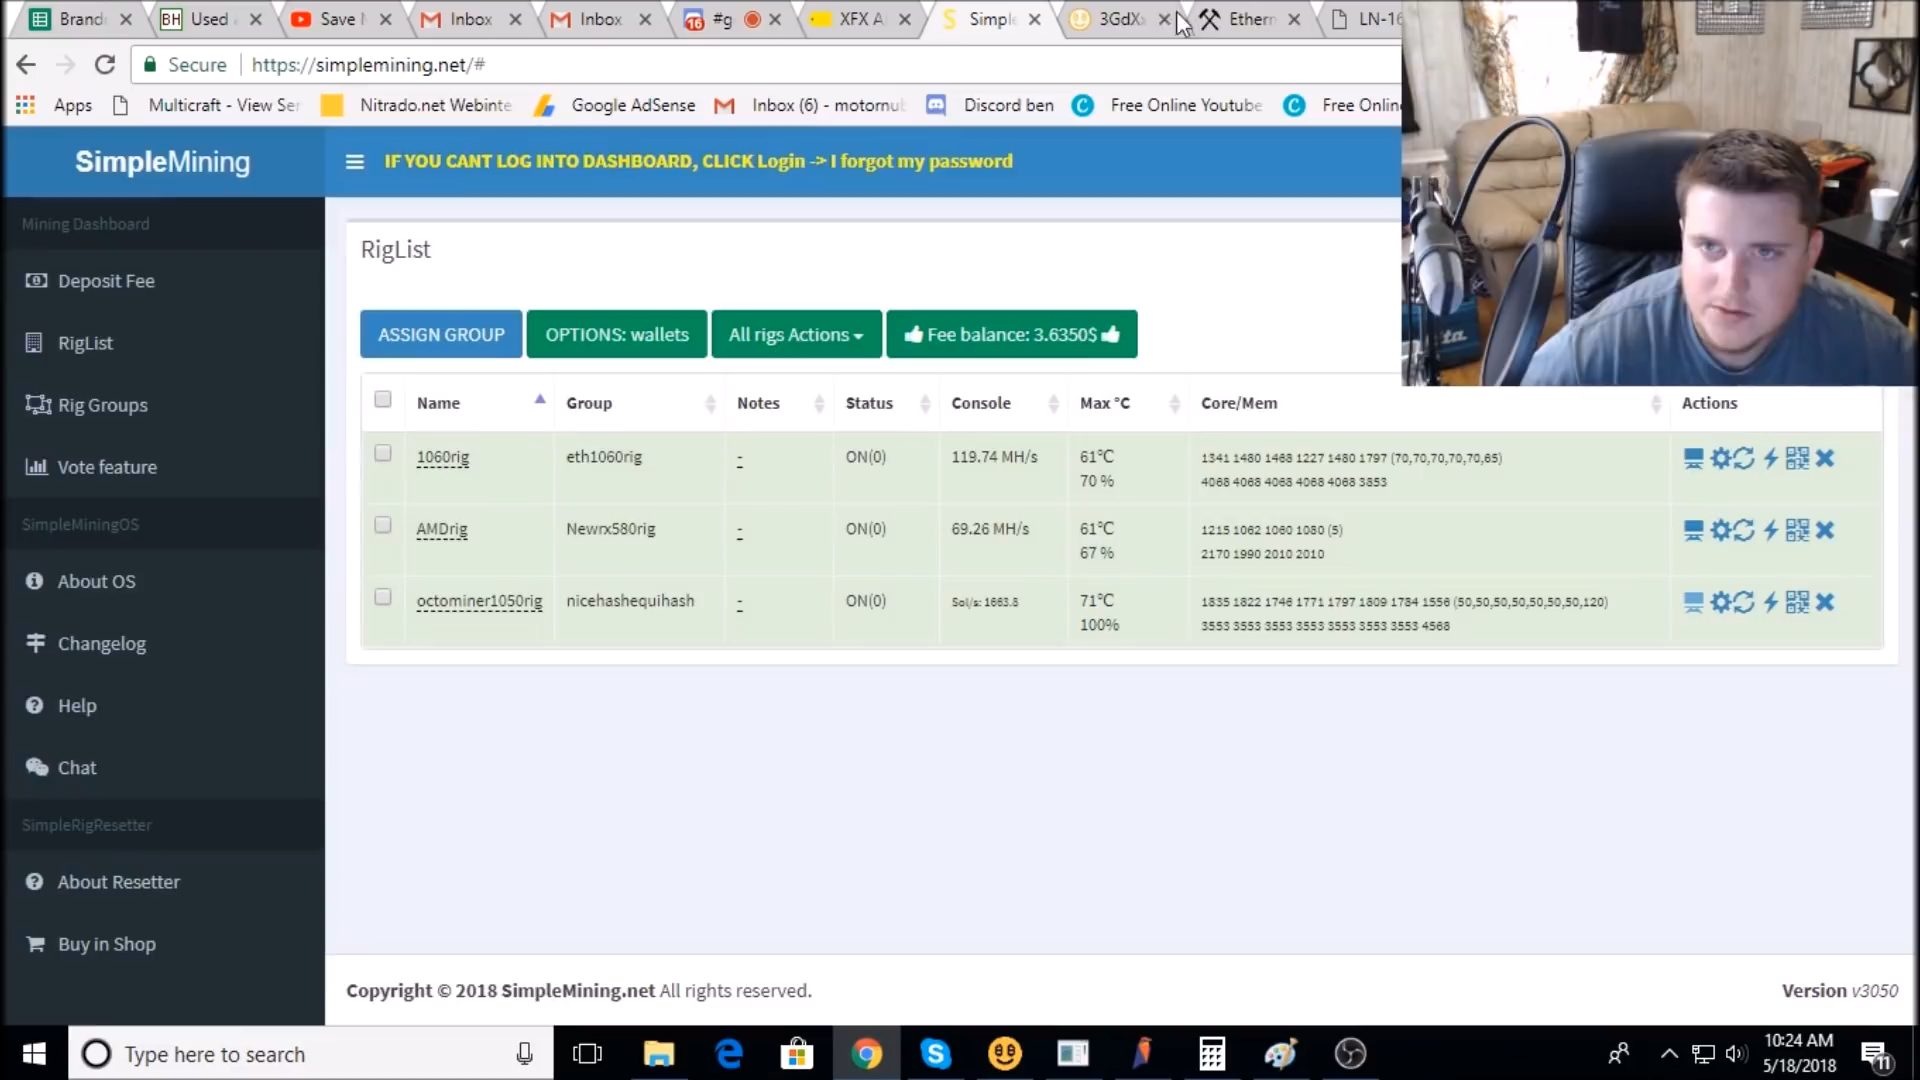 Brand
BH Used
Save
Inbox
Inbox
16 #g
XFX A
Simple
3GdX
Ether
LN-16
Secure
https://simplemining.net/#
Apps
Multicraft - View Ser
Nitrado.net Webinte
Google AdSense
Inbox (6) - motornu
Discord ben
C Free Online Youtube
C Free Onlin
SimpleMining
IF YOU CANT LOG INTO DASHBOARD, CLICK Login -> I forgot my password
Mining Dashboard
Deposit Fee
RigList
Rig Groups
Vote feature
SimpleMiningOS
About OS
Changelog
Help
Chat
SimpleRigResetter
About Resetter
Buy in Shop
RigList
ASSIGN GROUP
OPTIONS: wallets
All rigs Actions
Fee balance: 3.6350$
Name Group Notes Status Console Max °C Core/Mem Actions
1060rig eth1060rig - ON(0) 119.74 MH/s 61°C 1341 1480 1468 1227 1480 1797 (70,70,70,70,70,65)
70 % 4068 4068 4068 4068 4068 3853
AMDrig Newrx580rig - ON(0) 69.26 MH/s 61°C 1215 1062 1060 1080 (5)
67 % 2170 1990 2010 2010
octominer1050rig nicehashequihash - ON(0) Sol/s: 1663.8 71°C 1835 1822 1746 1771 1797 1809 1784 1556 (50,50,50,50,50,50,50,120)
100% 3553 3553 3553 3553 3553 3553 3553 4568
Copyright © 2018 SimpleMining.net All rights reserved.
Version v3050
Type here to search
10:24 AM
5/18/2018
11